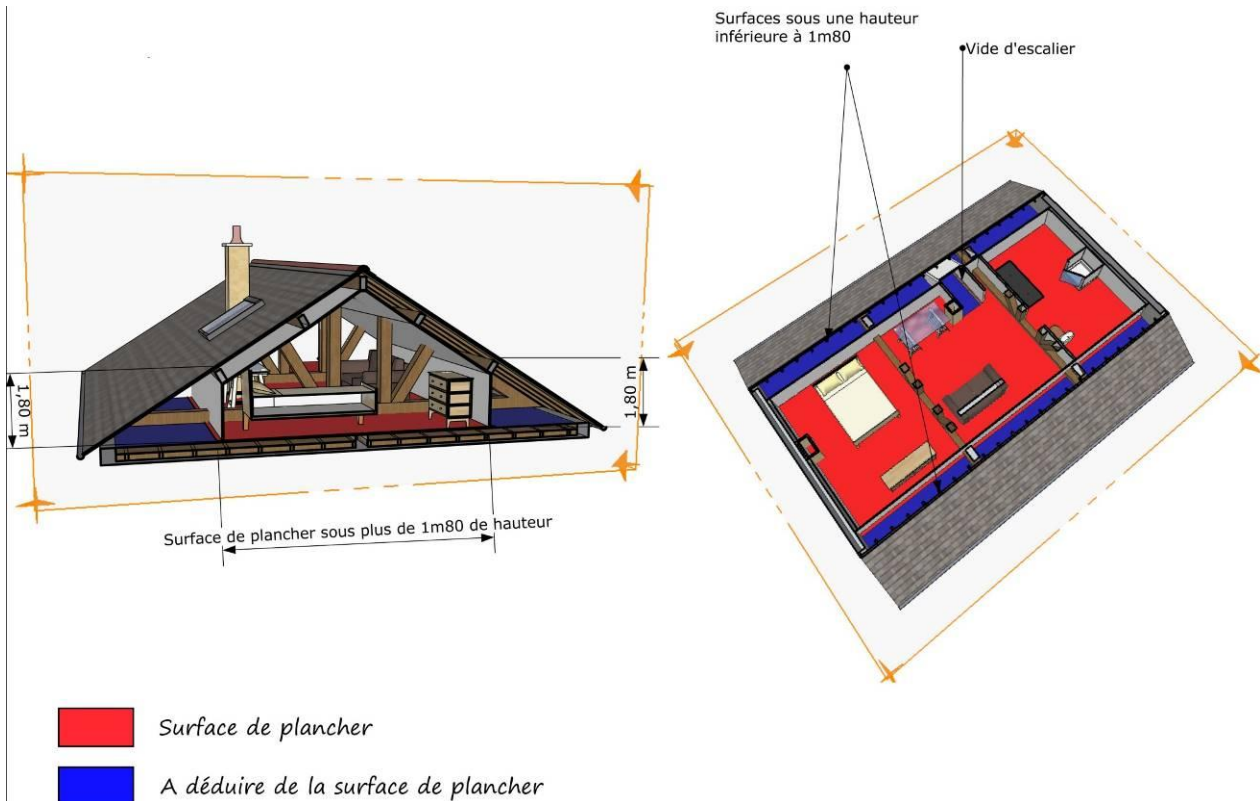 Surfaces sous une hauteur
inférieure à 1m80
Vide d'escalier
1,80 m
1,80 m
Surface de plancher sous plus de 1m80 de hauteur
Surface de plancher
A déduire de la surface de plancher